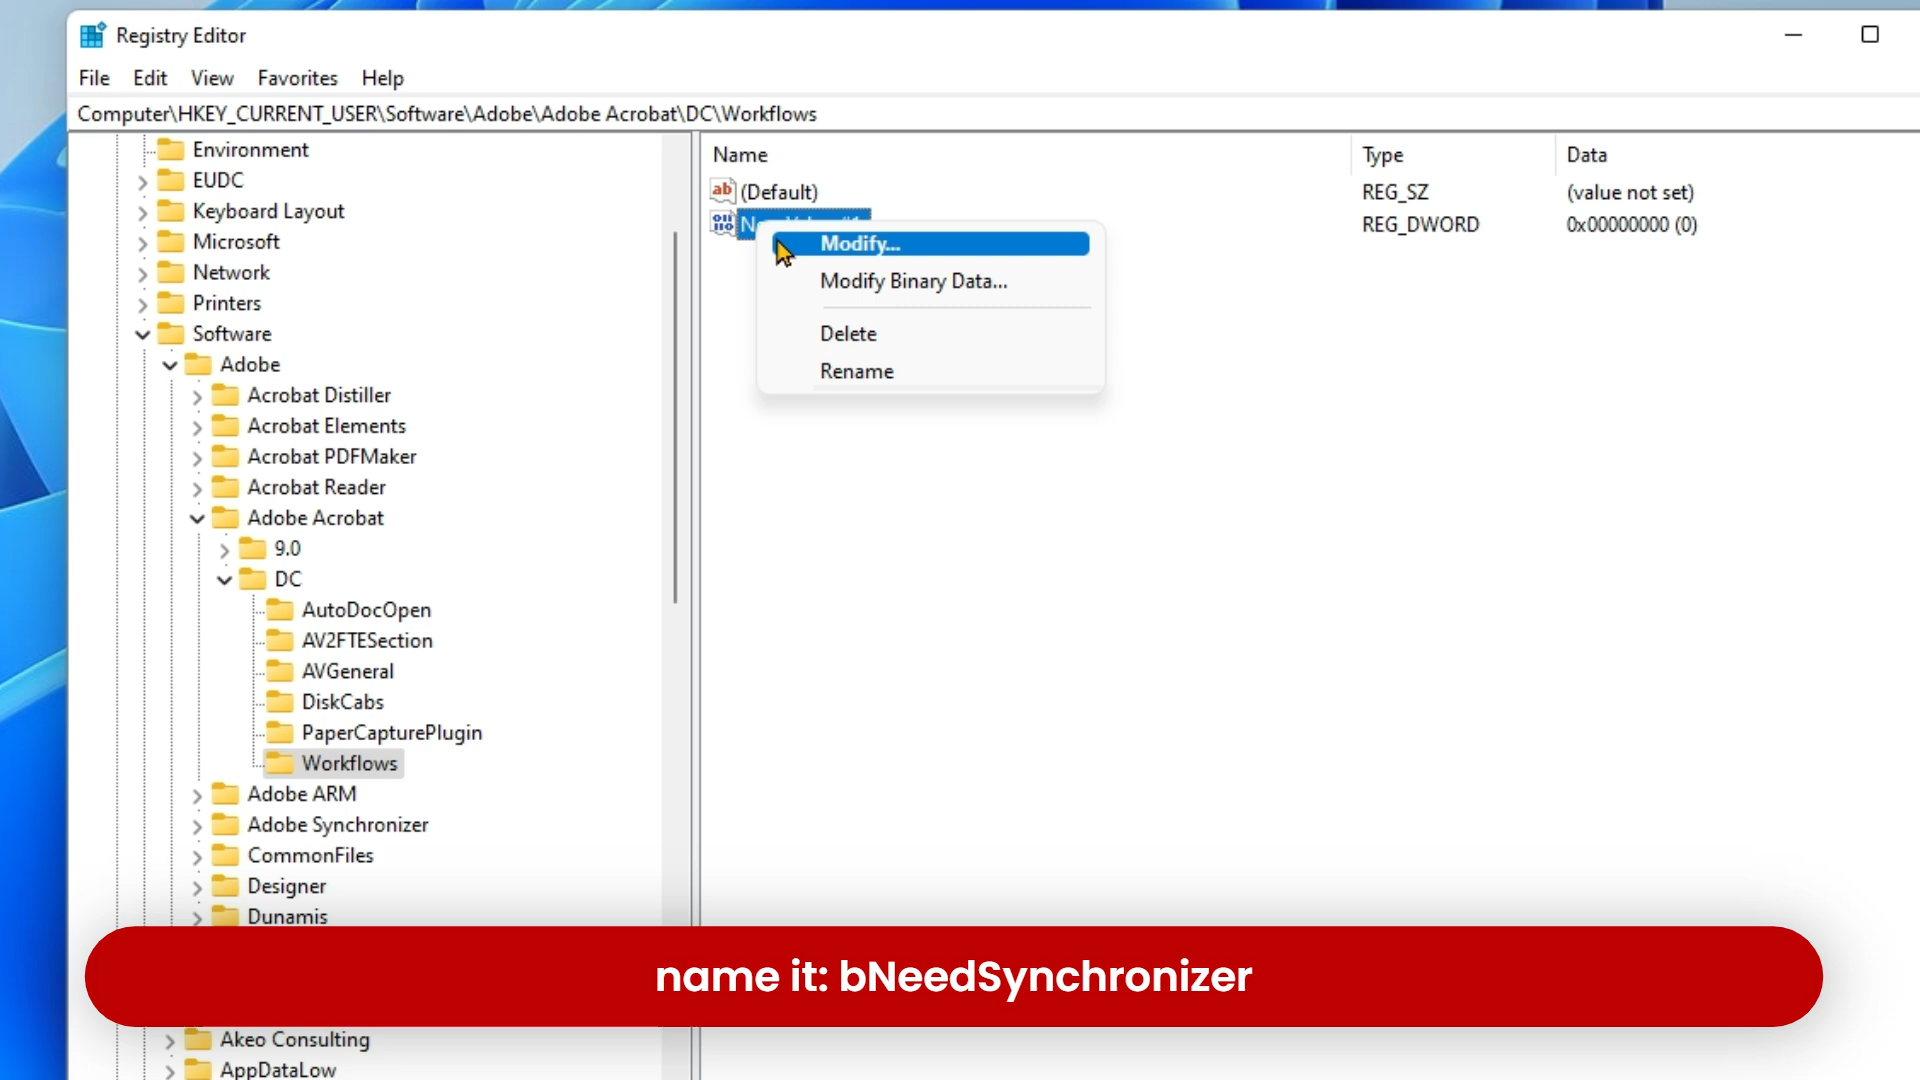 Registry Editor
File Edit View Favorites Help
Computer\HKEY_CURRENT_USER\Software\Adobe\Adobe Acrobat\DC\Workflows
Environment
EUDC
Keyboard Layout
Microsoft
Network
Printers
Software
Adobe
Acrobat Distiller
Acrobat Elements
Acrobat PDFMaker
Acrobat Reader
Adobe Acrobat
9.0
DC
AutoDocOpen
AV2FTESection
AVGeneral
DiskCabs
PaperCapturePlugin
Workflows
Adobe ARM
Adobe Synchronizer
CommonFiles
Designer
Dunamis
Akeo Consulting
AppDataLow
Name Type Data
(Default) REG_SZ (value not set)
REG_DWORD 0x00000000 (0)
Modify...
Modify Binary Data...
Delete
Rename
name it: bNeedSynchronizer